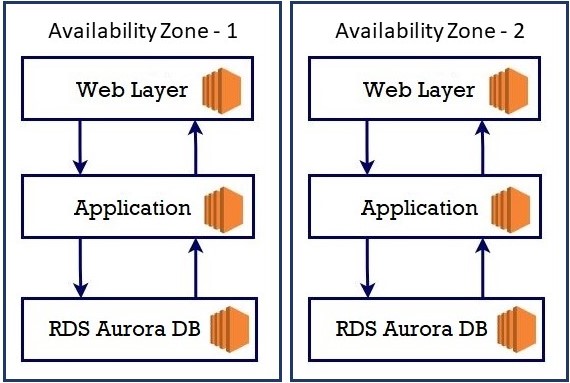 Availability Zone - 1
Web Layer
Application
RDS Aurora DB
Availability Zone - 2
Web Layer
Application
RDS Aurora DB